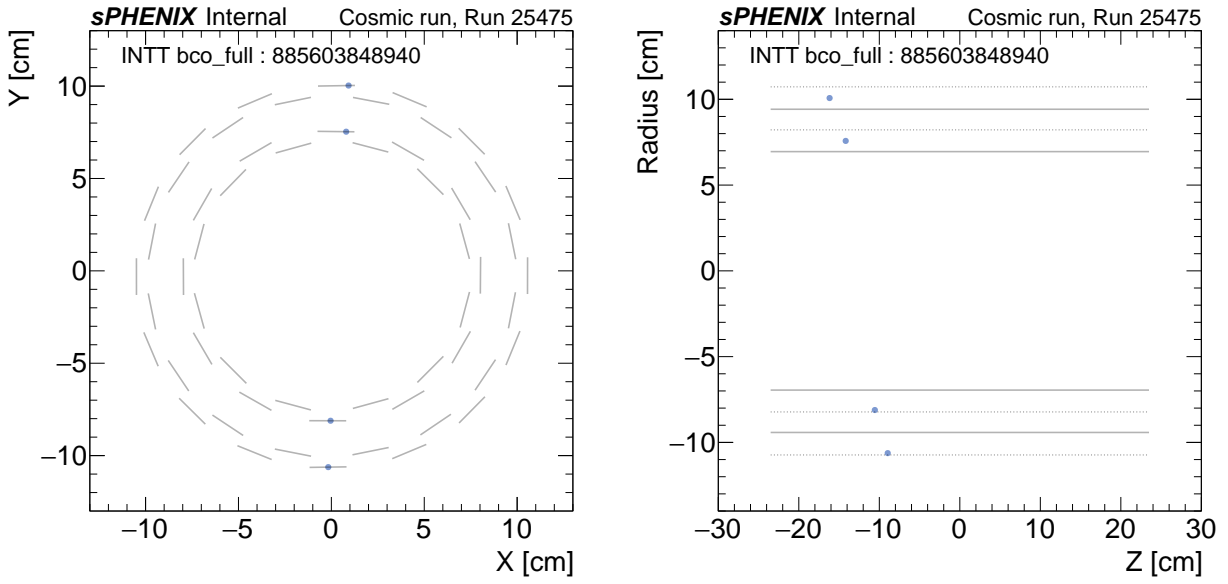 sPHENIX Internal Cosmic run, Run 25475
INTT bco_full : 885603848940
Y [cm]
10
5
0
−5
−10
−10 −5 0 5 10
X [cm]
sPHENIX Internal Cosmic run, Run 25475
INTT bco_full : 885603848940
Radius [cm]
10
5
0
−5
−10
−30 −20 −10 0 10 20 30
Z [cm]